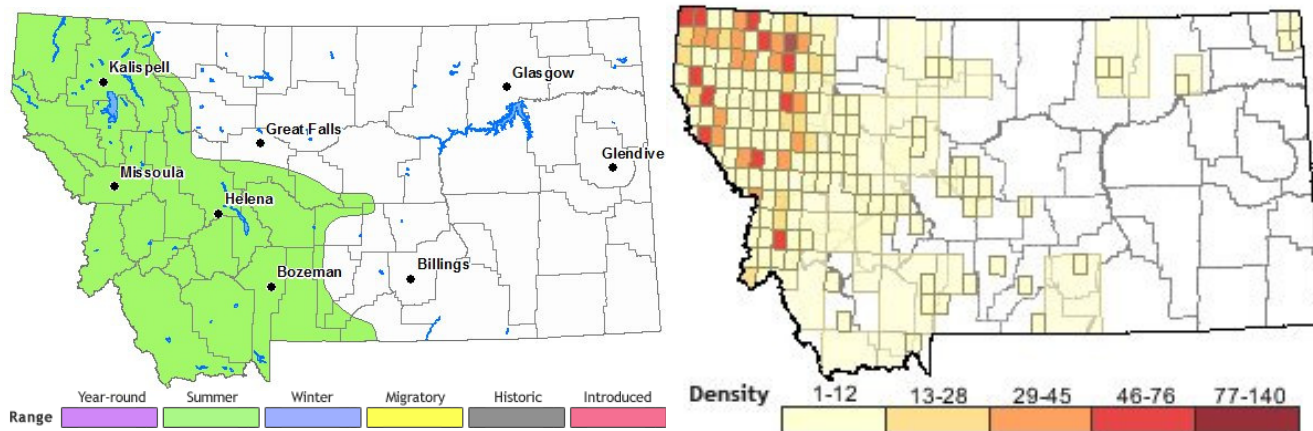 Kalispell
Glasgow
Great Falls
Glendive
Missoula
Helena
Bozeman
Billings
Year-round Summer Winter Migratory Historic Introduced
Range
Density 1-12 13-28 29-45 46-76 77-140